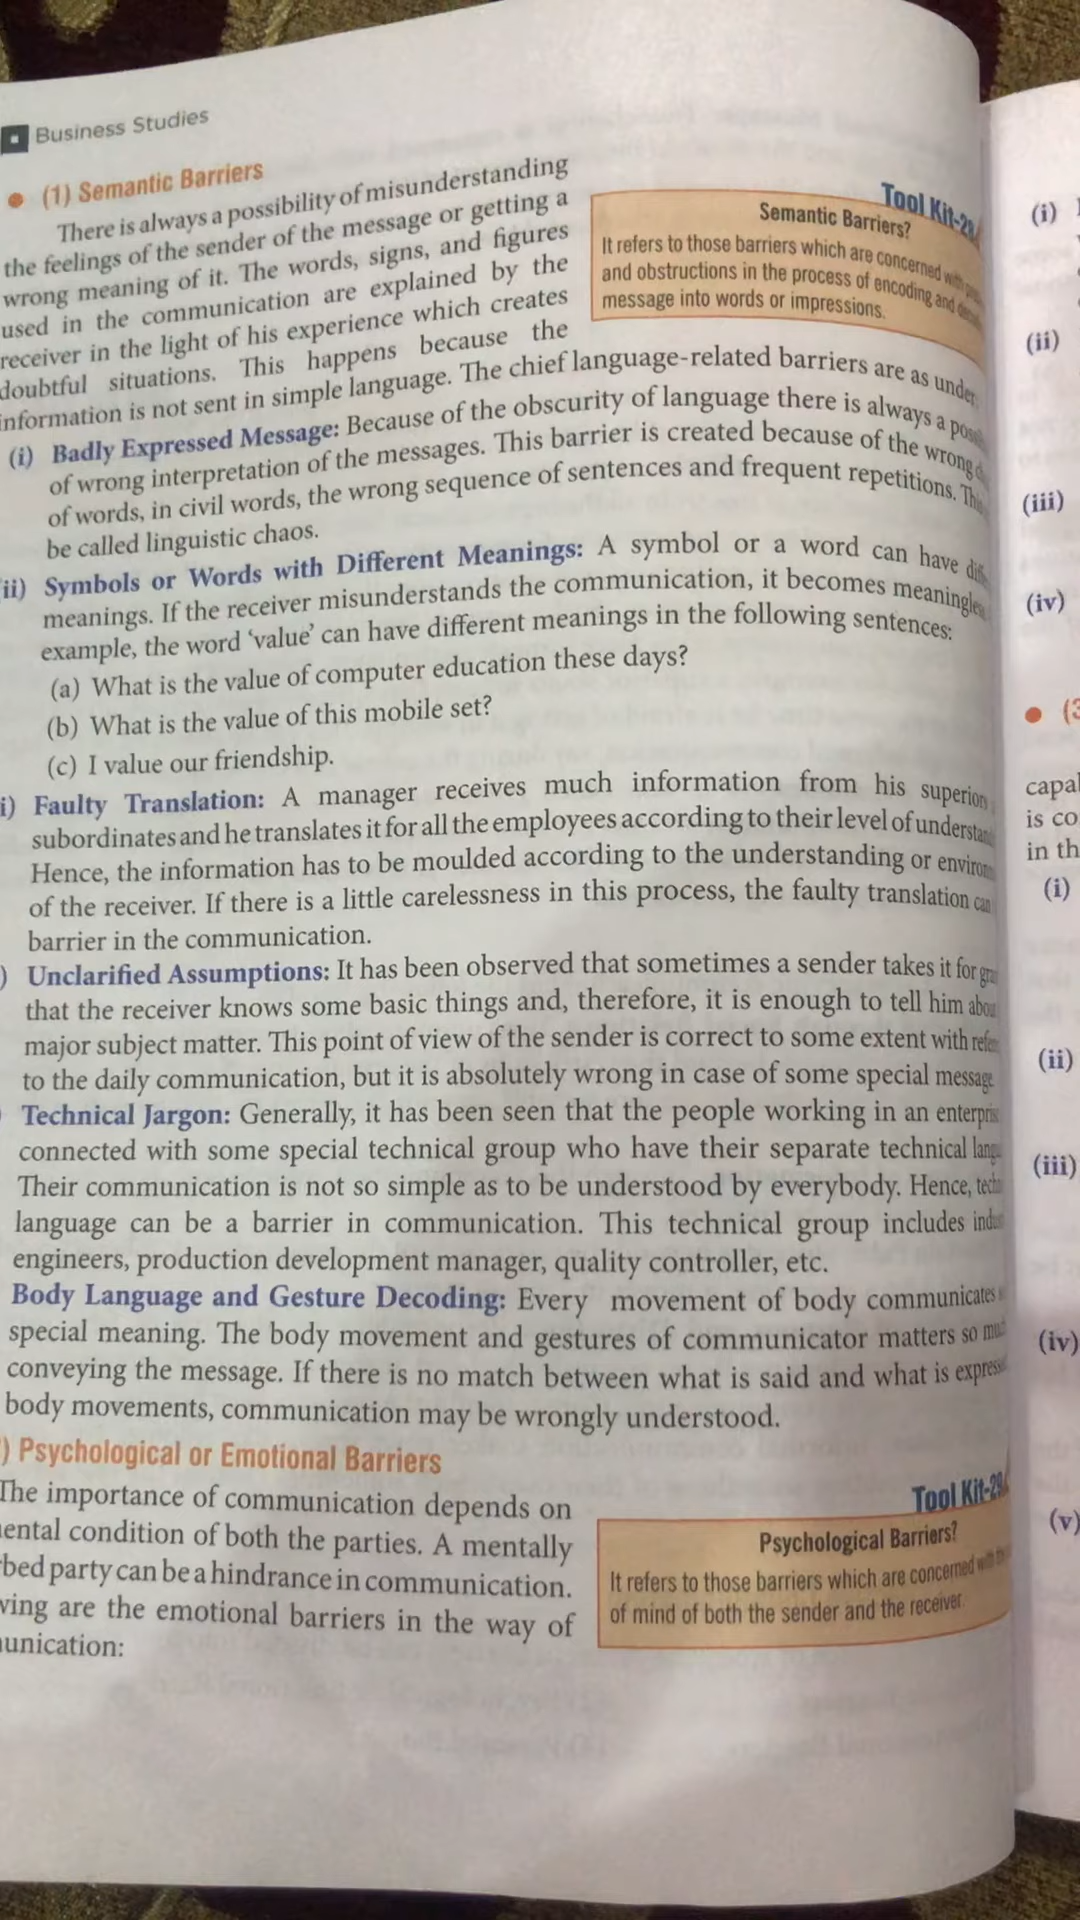 Business Studies
(1) Semantic Barriers
There is always a possibility of misunderstanding
the feelings of the sender of the message or getting a
wrong meaning of it. The words, signs, and figures
used in the communication are explained by the
receiver in the light of his experience which creates
doubtful situations. This happens because the
information is not sent in simple language. The chief language-related barriers are as under
Tool Kit-28
Semantic Barriers?
It refers to those barriers which are concerned with
and obstructions in the process of encoding and
message into words or impressions.
(i) Badly Expressed Message: Because of the obscurity of language there is always a
of wrong interpretation of the messages. This barrier is created because of the wrong
of words, in civil words, the wrong sequence of sentences and frequent repetitions.
be called linguistic chaos.
ii) Symbols or Words with Different Meanings: A symbol or a word can have
meanings. If the receiver misunderstands the communication, it becomes
example, the word ‘value’ can have different meanings in the following sentences:
(a) What is the value of computer education these days?
(b) What is the value of this mobile set?
(c) I value our friendship.
i) Faulty Translation: A manager receives much information from his
subordinates and he translates it for all the employees according to their level of
Hence, the information has to be moulded according to the understanding or
of the receiver. If there is a little carelessness in this process, the faulty translation can
barrier in the communication.
) Unclarified Assumptions: It has been observed that sometimes a sender takes it for
that the receiver knows some basic things and, therefore, it is enough to tell him
major subject matter. This point of view of the sender is correct to some extent with
to the daily communication, but it is absolutely wrong in case of some special message
Technical Jargon: Generally, it has been seen that the people working in an
connected with some special technical group who have their separate technical
Their communication is not so simple as to be understood by everybody. Hence,
language can be a barrier in communication. This technical group includes
engineers, production development manager, quality controller, etc.
Body Language and Gesture Decoding: Every movement of body communicates
special meaning. The body movement and gestures of communicator matters so
conveying the message. If there is no match between what is said and what is
body movements, communication may be wrongly understood.
) Psychological or Emotional Barriers
The importance of communication depends on
ental condition of both the parties. A mentally
bed party can be a hindrance in communication.
ving are the emotional barriers in the way of
unication:
Tool Kit-29
Psychological Barriers?
It refers to those barriers which are concerned with
of mind of both the sender and the receiver.
(i)
(ii)
(iii)
(iv)
(3
capal
is co
in th
(i)
(ii)
(iii)
(iv)
(v)